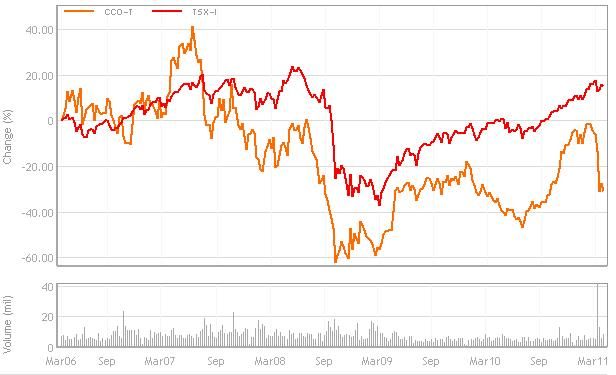 CCO-T TSX-I
Change (%)
40.00
20.00
0
-20.00
-40.00
-60.00
Volume (mil)
40
20
0
Mar06 Sep Mar07 Sep Mar08 Sep Mar09 Sep Mar10 Sep Mar11